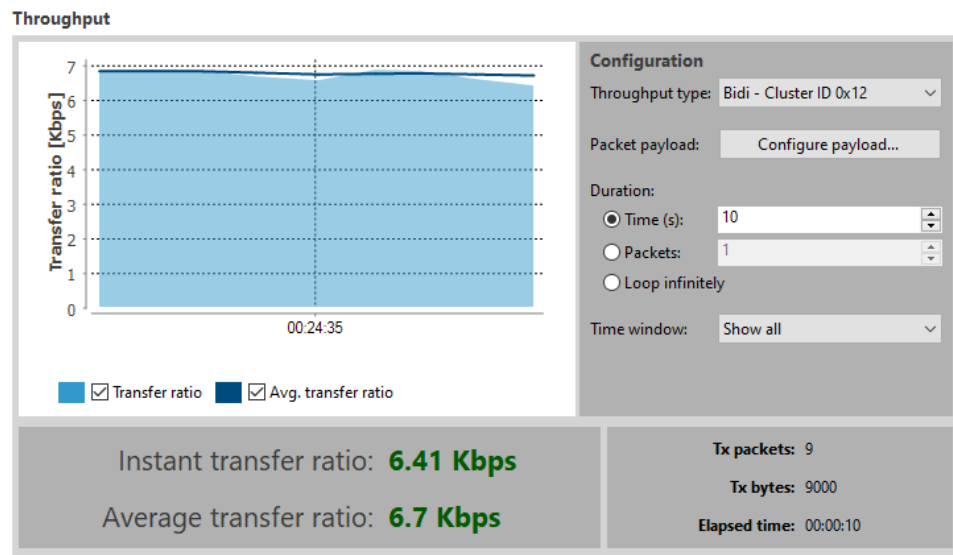 Throughput
Transfer ratio [Kbps]
7
6
5
4
3
2
1
0
00:24:35
Transfer ratio Avg. transfer ratio
Configuration
Throughput type: Bidi - Cluster ID 0x12
Packet payload: Configure payload...
Duration:
Time (s): 10
Packets: 1
Loop infinitely
Time window: Show all
Instant transfer ratio: 6.41 Kbps
Average transfer ratio: 6.7 Kbps
Tx packets: 9
Tx bytes: 9000
Elapsed time: 00:00:10